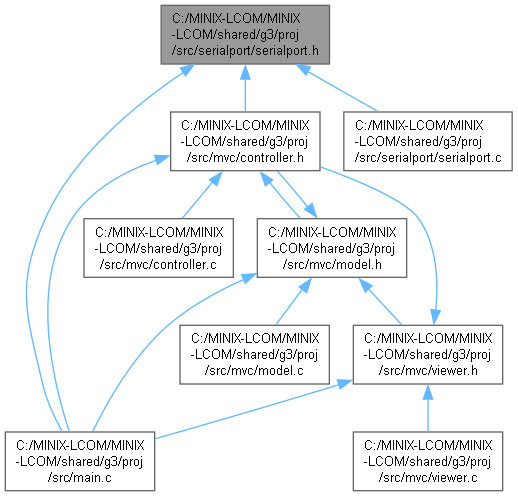 C:/MINIX-LCOM/MINIX
-LCOM/shared/g3/proj
/src/serialport/serialport.h
C:/MINIX-LCOM/MINIX
-LCOM/shared/g3/proj
/src/mvc/controller.h
C:/MINIX-LCOM/MINIX
-LCOM/shared/g3/proj
/src/serialport/serialport.c
C:/MINIX-LCOM/MINIX
-LCOM/shared/g3/proj
/src/mvc/controller.c
C:/MINIX-LCOM/MINIX
-LCOM/shared/g3/proj
/src/mvc/model.h
C:/MINIX-LCOM/MINIX
-LCOM/shared/g3/proj
/src/mvc/model.c
C:/MINIX-LCOM/MINIX
-LCOM/shared/g3/proj
/src/mvc/viewer.h
C:/MINIX-LCOM/MINIX
-LCOM/shared/g3/proj
/src/main.c
C:/MINIX-LCOM/MINIX
-LCOM/shared/g3/proj
/src/mvc/viewer.c